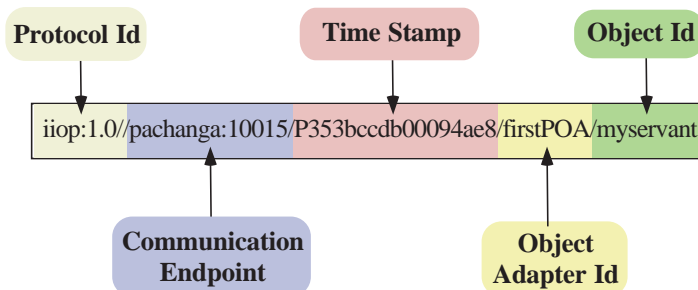 Protocol Id
Time Stamp
Object Id
iiop:1.0//pachanga:10015/P353bccdb00094ae8/firstPOA/myservant
Communication
Endpoint
Object
Adapter Id